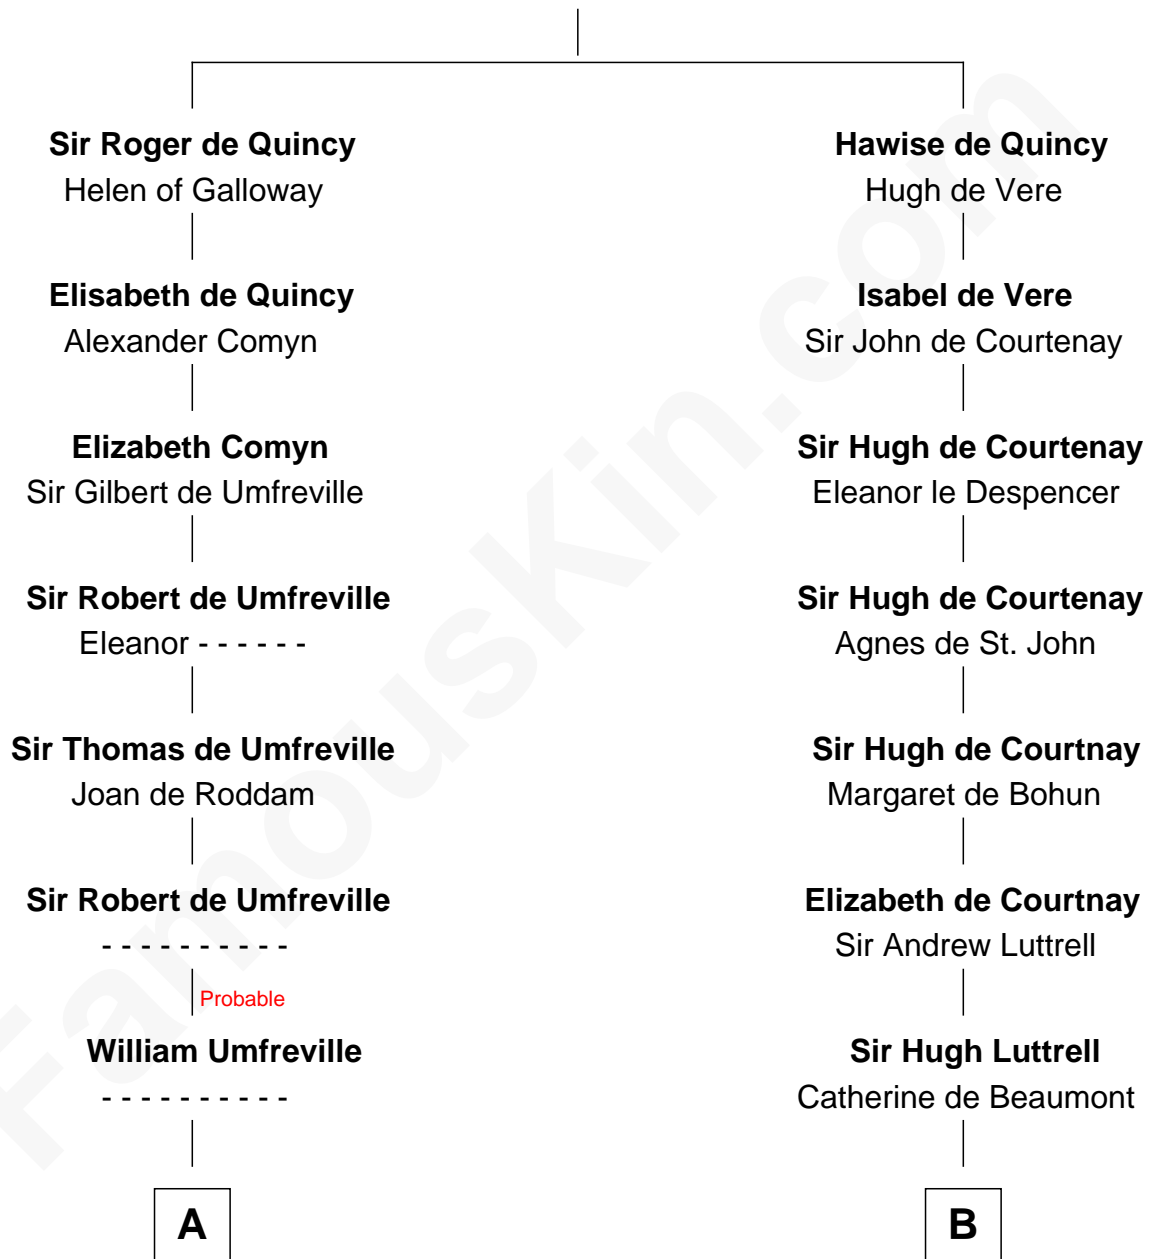 Sir Roger de Quincy
Helen of Galloway
Hawise de Quincy
Hugh de Vere
Elisabeth de Quincy
Alexander Comyn
Isabel de Vere
Sir John de Courtenay
Elizabeth Comyn
Sir Gilbert de Umfreville
Sir Hugh de Courtenay
Eleanor le Despencer
Sir Robert de Umfreville
Eleanor - - - - - -
Sir Hugh de Courtenay
Agnes de St. John
Sir Thomas de Umfreville
Joan de Roddam
Sir Hugh de Courtnay
Margaret de Bohun
Sir Robert de Umfreville
- - - - - - - - - -
Elizabeth de Courtnay
Sir Andrew Luttrell
Probable
William Umfreville
- - - - - - - - - -
Sir Hugh Luttrell
Catherine de Beaumont
A
B
FamousKin.com